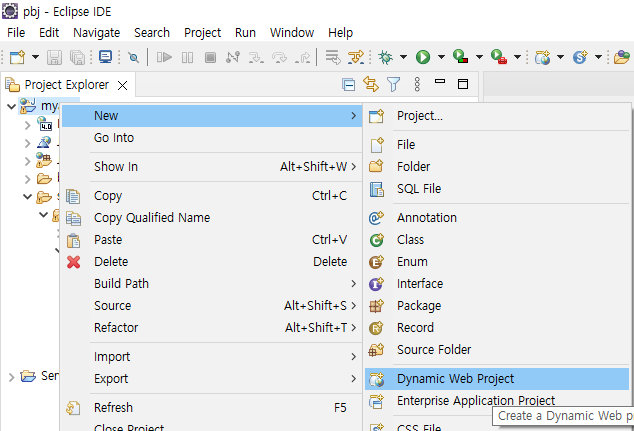 pbj - Eclipse IDE
File Edit Navigate Search Project Run Window Help
Project Explorer
my
New
Go Into
Show In Alt+Shift+W
Copy Ctrl+C
Copy Qualified Name
Paste Ctrl+V
Delete Delete
Build Path
Source Alt+Shift+S
Refactor Alt+Shift+T
Import
Export
Refresh F5
Close Project
Ser
Project...
File
Folder
SQL File
Annotation
Class
Enum
Interface
Package
Record
Source Folder
Dynamic Web Project
Enterprise Application Project
Create a Dynamic Web p
CSS File